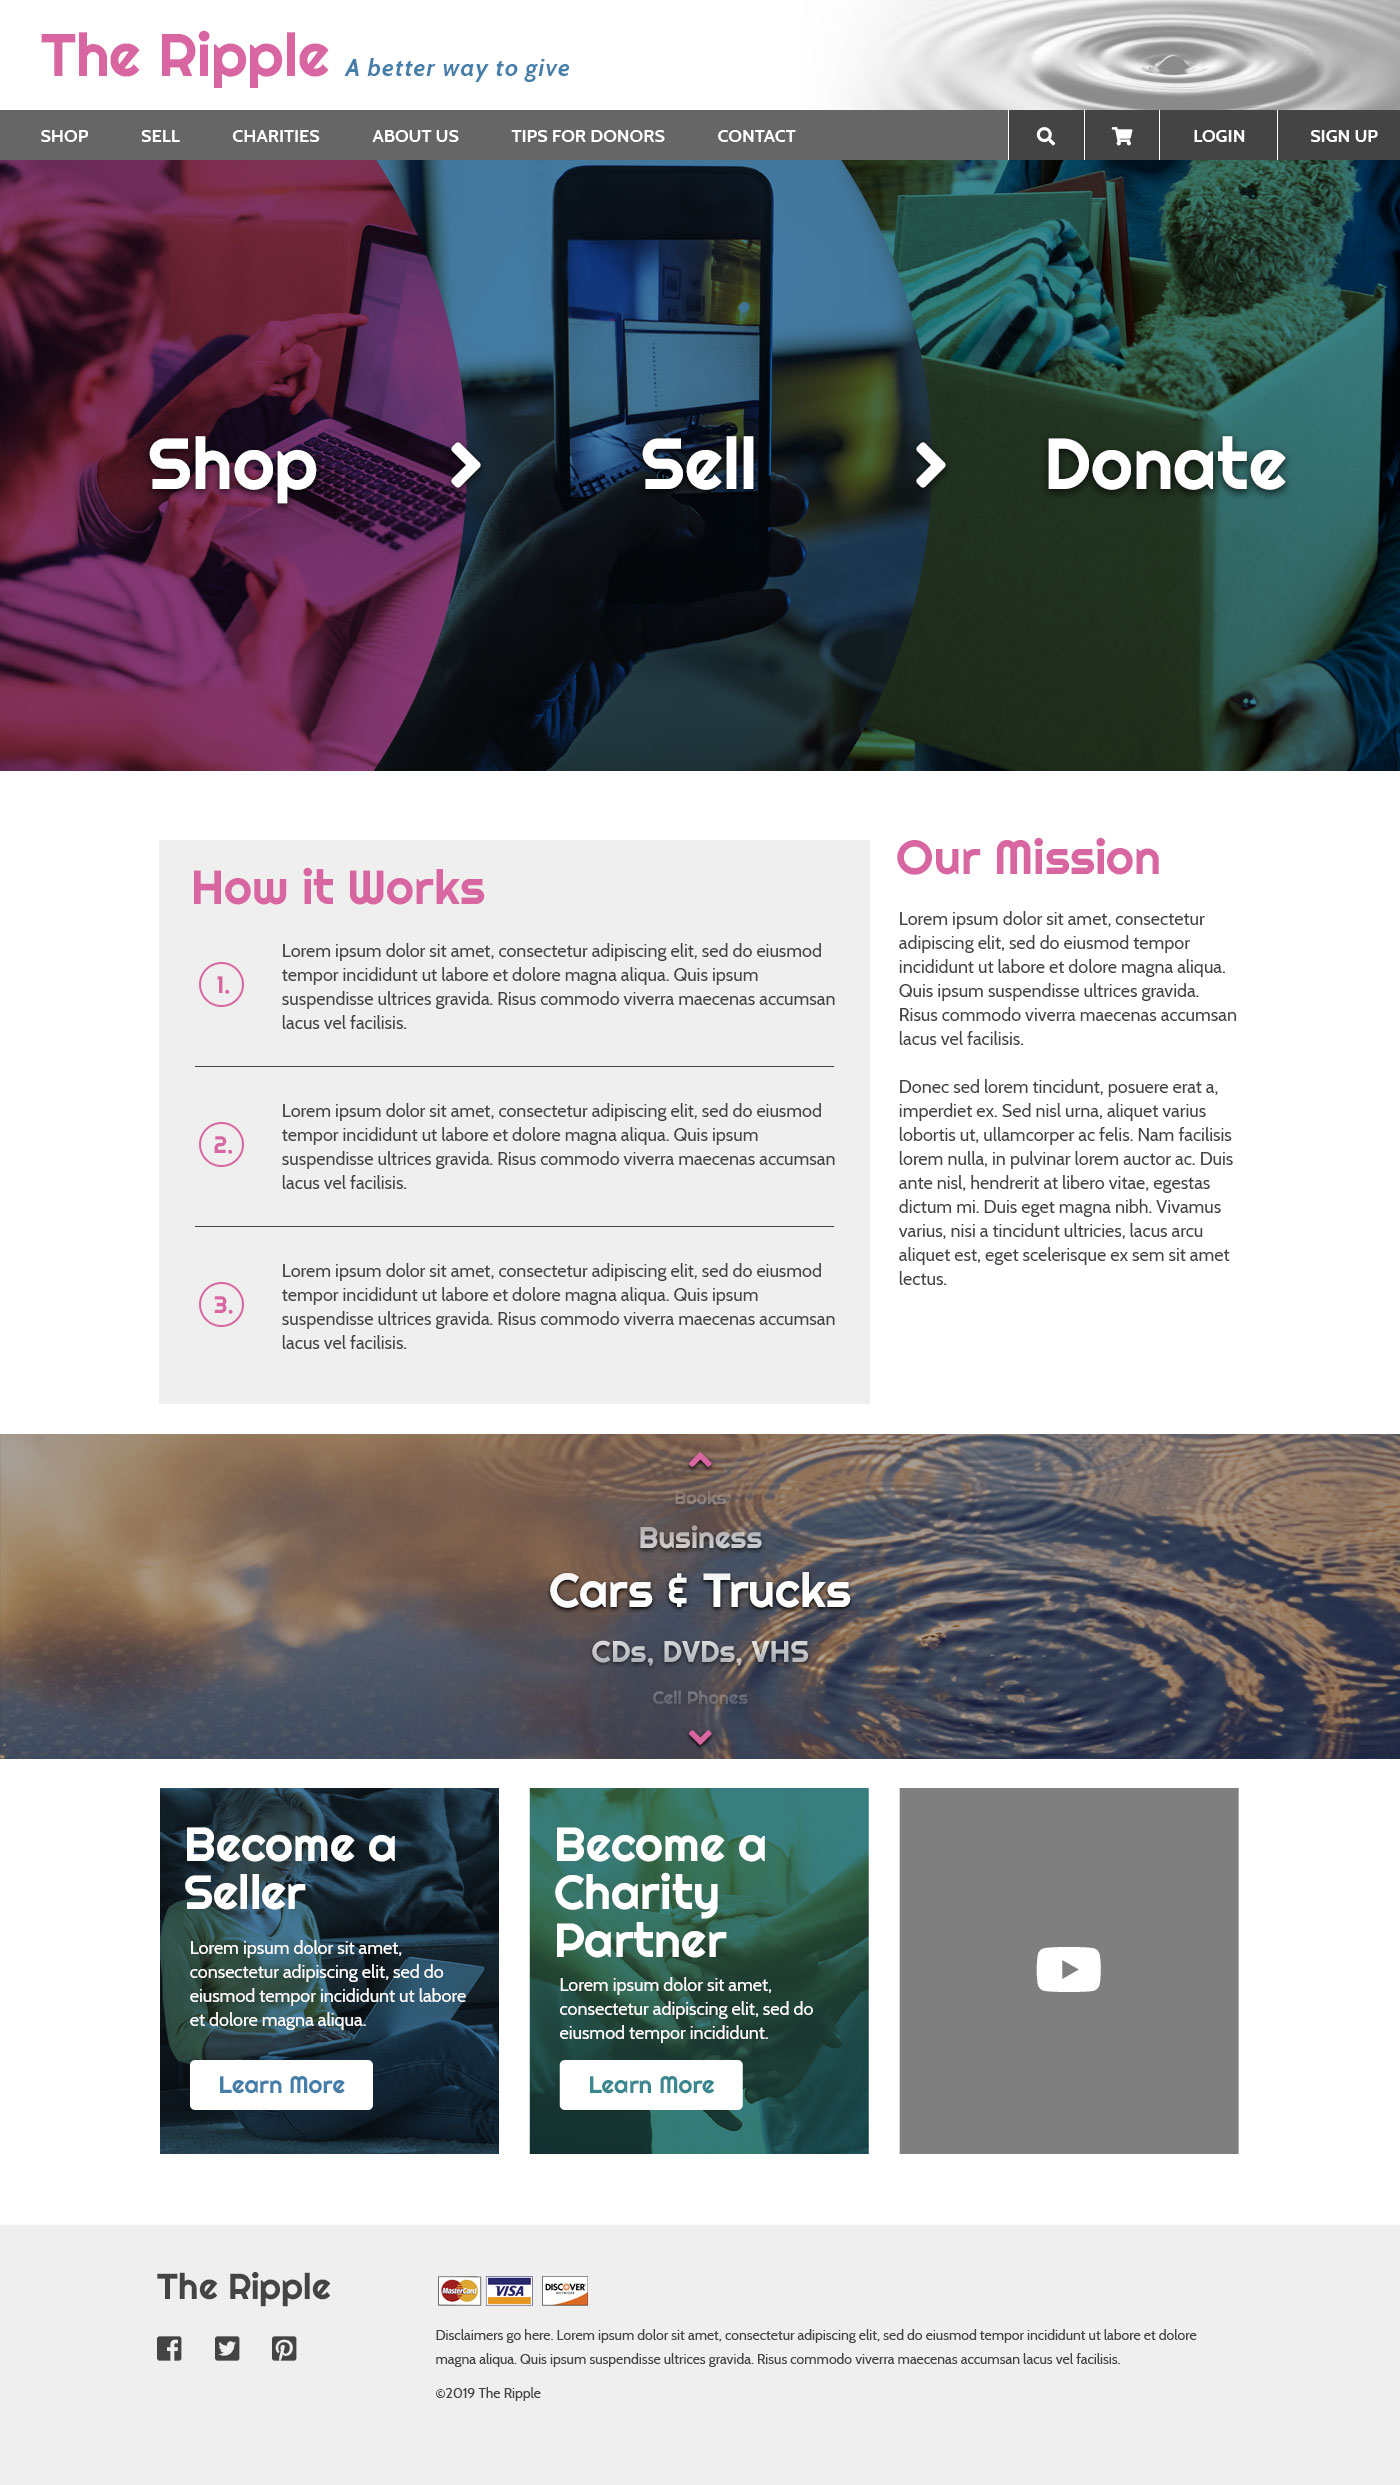 The Ripple A better way to give
SHOP SELL CHARITIES ABOUT US TIPS FOR DONORS CONTACT LOGIN SIGN UP
Shop Sell Donate
How it Works
1.
Lorem ipsum dolor sit amet, consectetur adipiscing elit, sed do eiusmod
tempor incididunt ut labore et dolore magna aliqua. Quis ipsum
suspendisse ultrices gravida. Risus commodo viverra maecenas accumsan
lacus vel facilisis.
2.
Lorem ipsum dolor sit amet, consectetur adipiscing elit, sed do eiusmod
tempor incididunt ut labore et dolore magna aliqua. Quis ipsum
suspendisse ultrices gravida. Risus commodo viverra maecenas accumsan
lacus vel facilisis.
3.
Lorem ipsum dolor sit amet, consectetur adipiscing elit, sed do eiusmod
tempor incididunt ut labore et dolore magna aliqua. Quis ipsum
suspendisse ultrices gravida. Risus commodo viverra maecenas accumsan
lacus vel facilisis.
Our Mission
Lorem ipsum dolor sit amet, consectetur
adipiscing elit, sed do eiusmod tempor
incididunt ut labore et dolore magna aliqua.
Quis ipsum suspendisse ultrices gravida.
Risus commodo viverra maecenas accumsan
lacus vel facilisis.
Donec sed lorem tincidunt, posuere erat a,
imperdiet ex. Sed nisl urna, aliquet varius
lobortis ut, ullamcorper ac felis. Nam facilisis
lorem nulla, in pulvinar lorem auctor ac. Duis
ante nisl, hendrerit at libero vitae, egestas
dictum mi. Duis eget magna nibh. Vivamus
varius, nisi a tincidunt ultricies, lacus arcu
aliquet est, eget scelerisque ex sem sit amet
lectus.
Books
Business
Cars & Trucks
CDs, DVDs, VHS
Cell Phones
Become a
Seller
Lorem ipsum dolor sit amet,
consectetur adipiscing elit, sed do
eiusmod tempor incididunt ut labore
et dolore magna aliqua.
Learn More
Become a
Charity
Partner
Lorem ipsum dolor sit amet,
consectetur adipiscing elit, sed do
eiusmod tempor incididunt.
Learn More
The Ripple
MasterCard VISA DISCOVER
NETWORK
Disclaimers go here. Lorem ipsum dolor sit amet, consectetur adipiscing elit, sed do eiusmod tempor incididunt ut labore et dolore
magna aliqua. Quis ipsum suspendisse ultrices gravida. Risus commodo viverra maecenas accumsan lacus vel facilisis.
©2019 The Ripple